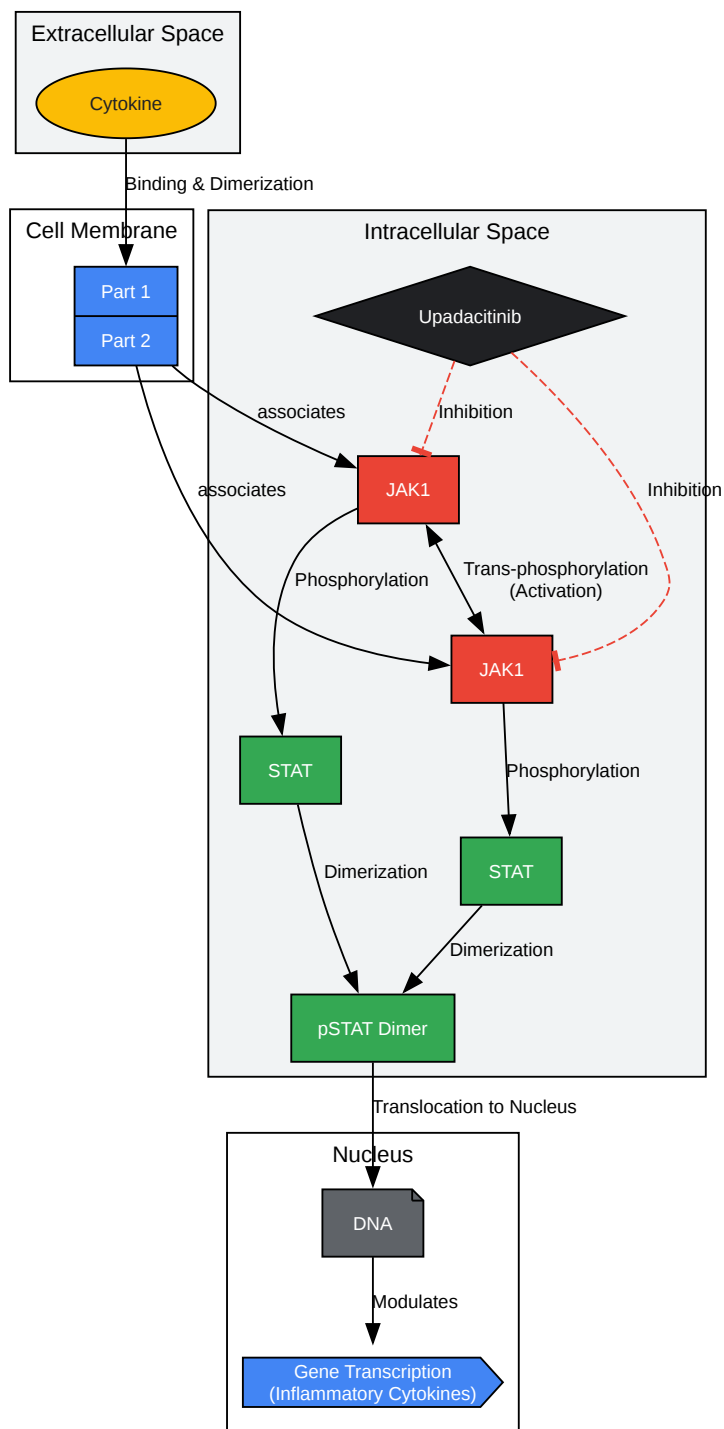 Extracellular Space
Cytokine
Binding & Dimerization
Cell Membrane
Part 1
Part 2
Intracellular Space
Upadacitinib
associates
Inhibition
associates
JAK1
Inhibition
Phosphorylation
Trans-phosphorylation
(Activation)
JAK1
STAT
Phosphorylation
Dimerization
STAT
Dimerization
pSTAT Dimer
Translocation to Nucleus
Nucleus
DNA
Modulates
Gene Transcription
(Inflammatory Cytokines)